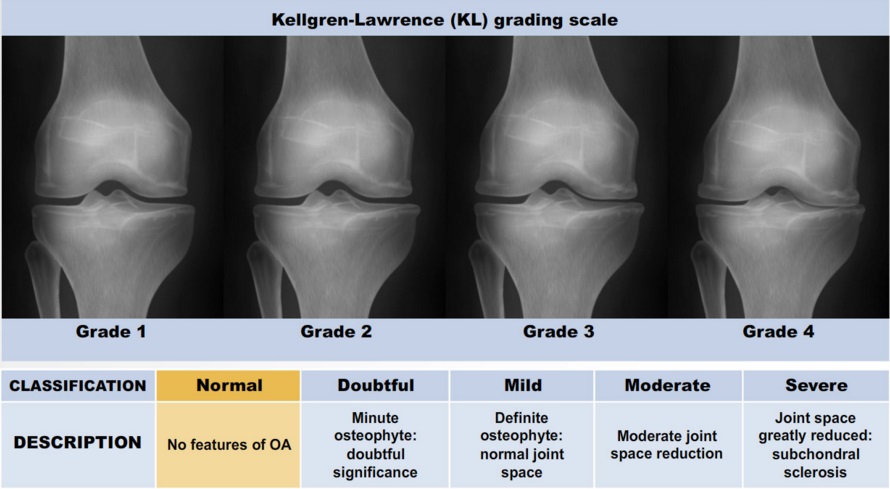 Kellgren-Lawrence (KL) grading scale
Grade 1
Grade 2
Grade 3
Grade 4
CLASSIFICATION
Normal
Doubtful
Mild
Moderate
Severe
DESCRIPTION
No features of OA
Minute
osteophyte:
doubtful
significance
Definite
osteophyte:
normal joint
space
Moderate joint
space reduction
Joint space
greatly reduced:
subchondral
sclerosis